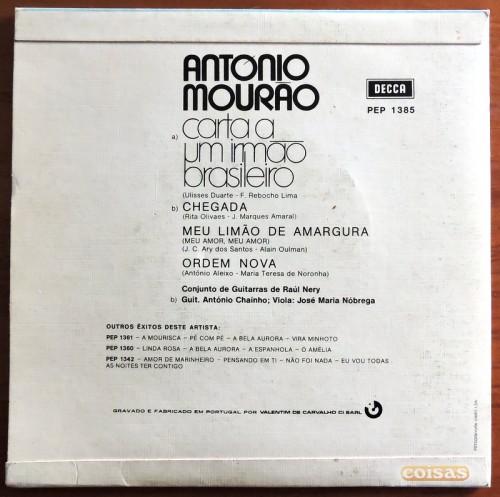 ANTÓNIO
MOURÃO
DECCA
PEP 1385
a) carta a
um irmão
brasileiro
(Ulisses Duarte - F. Rebocho Lima
b) CHEGADA
(Rita Olivaes - J. Marques Amaral)
MEU LIMÃO DE AMARGURA
(MEU AMOR, MEU AMOR)
(J. C. Ary dos Santos - Alain Oulman)
ORDEM NOVA
(António Aleixo - Maria Teresa de Noronha)
Conjunto de Guitarras de Raúl Nery
b) Guit. António Chainho; Viola: José Maria Nóbrega
OUTROS ÊXITOS DESTE ARTISTA:
PEP 1361 - A MOURISCA - PÉ COM PÉ - A BELA AURORA - VIRA MINHOTO
PEP 1360 - LINDA ROSA - A BELA AURORA - A ESPANHOLA - Ó AMÉLIA
PEP 1342 - AMOR DE MARINHEIRO - PENSANDO EM TI - NÃO FOI NADA - EU VOU TODAS
AS NOITES TER CONTIGO
GRAVADO E FABRICADO EM PORTUGAL POR VALENTIM DE CARVALHO CI SARL
coisas